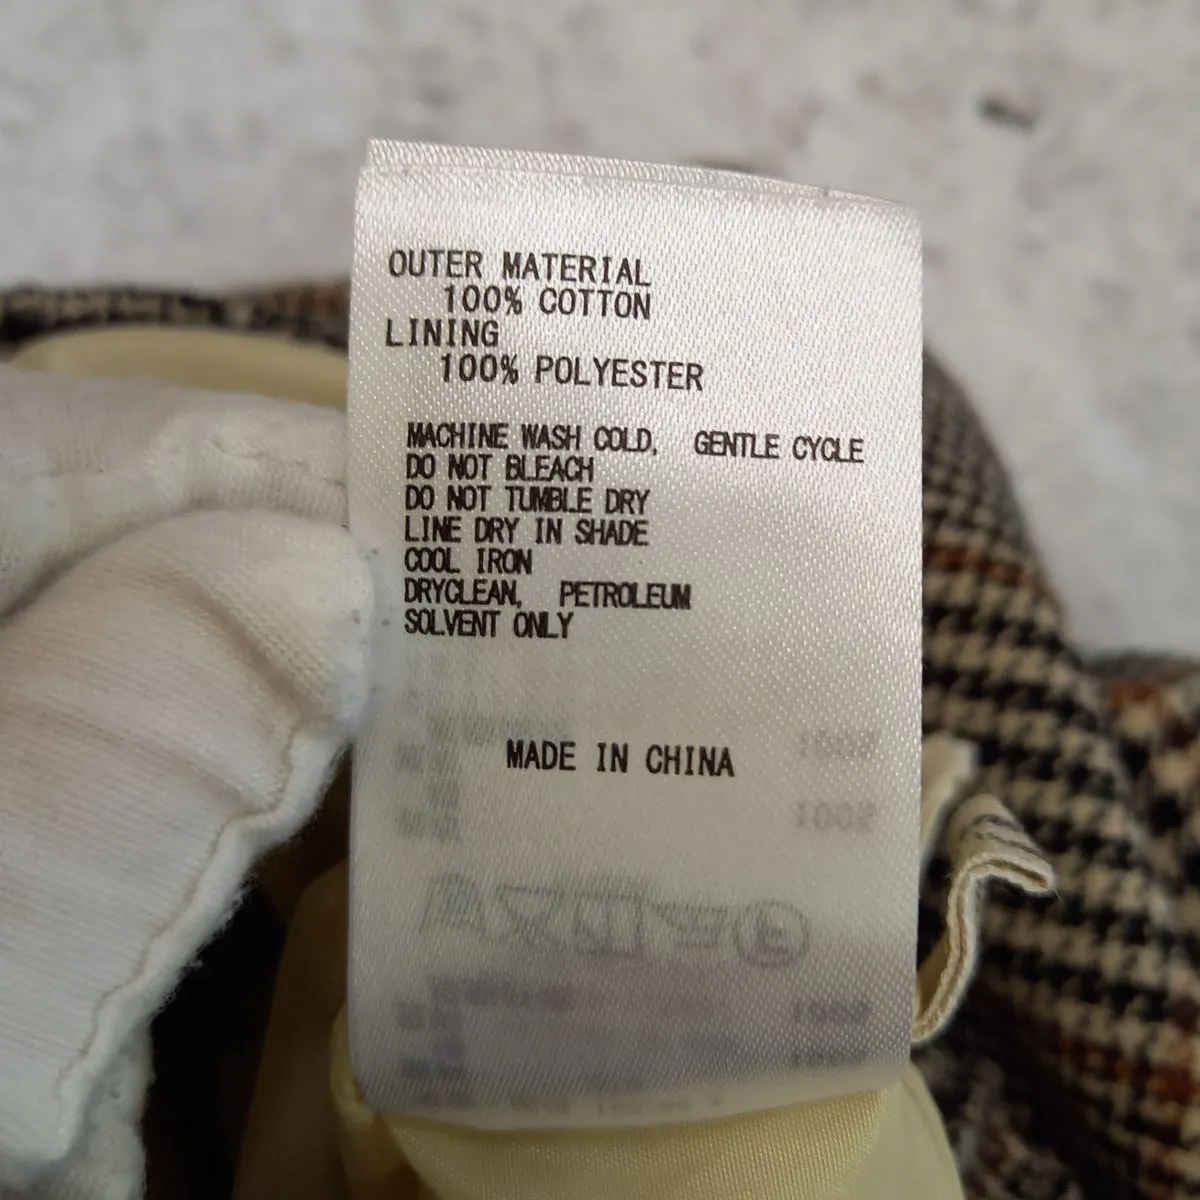 OUTER MATERIAL
100% COTTON
LINING
100% POLYESTER
MACHINE WASH COLD, GENTLE CYCLE
DO NOT BLEACH
DO NOT TUMBLE DRY
LINE DRY IN SHADE
COOL IRON
DRYCLEAN, PETROLEUM
SOLVENT ONLY
MADE IN CHINA